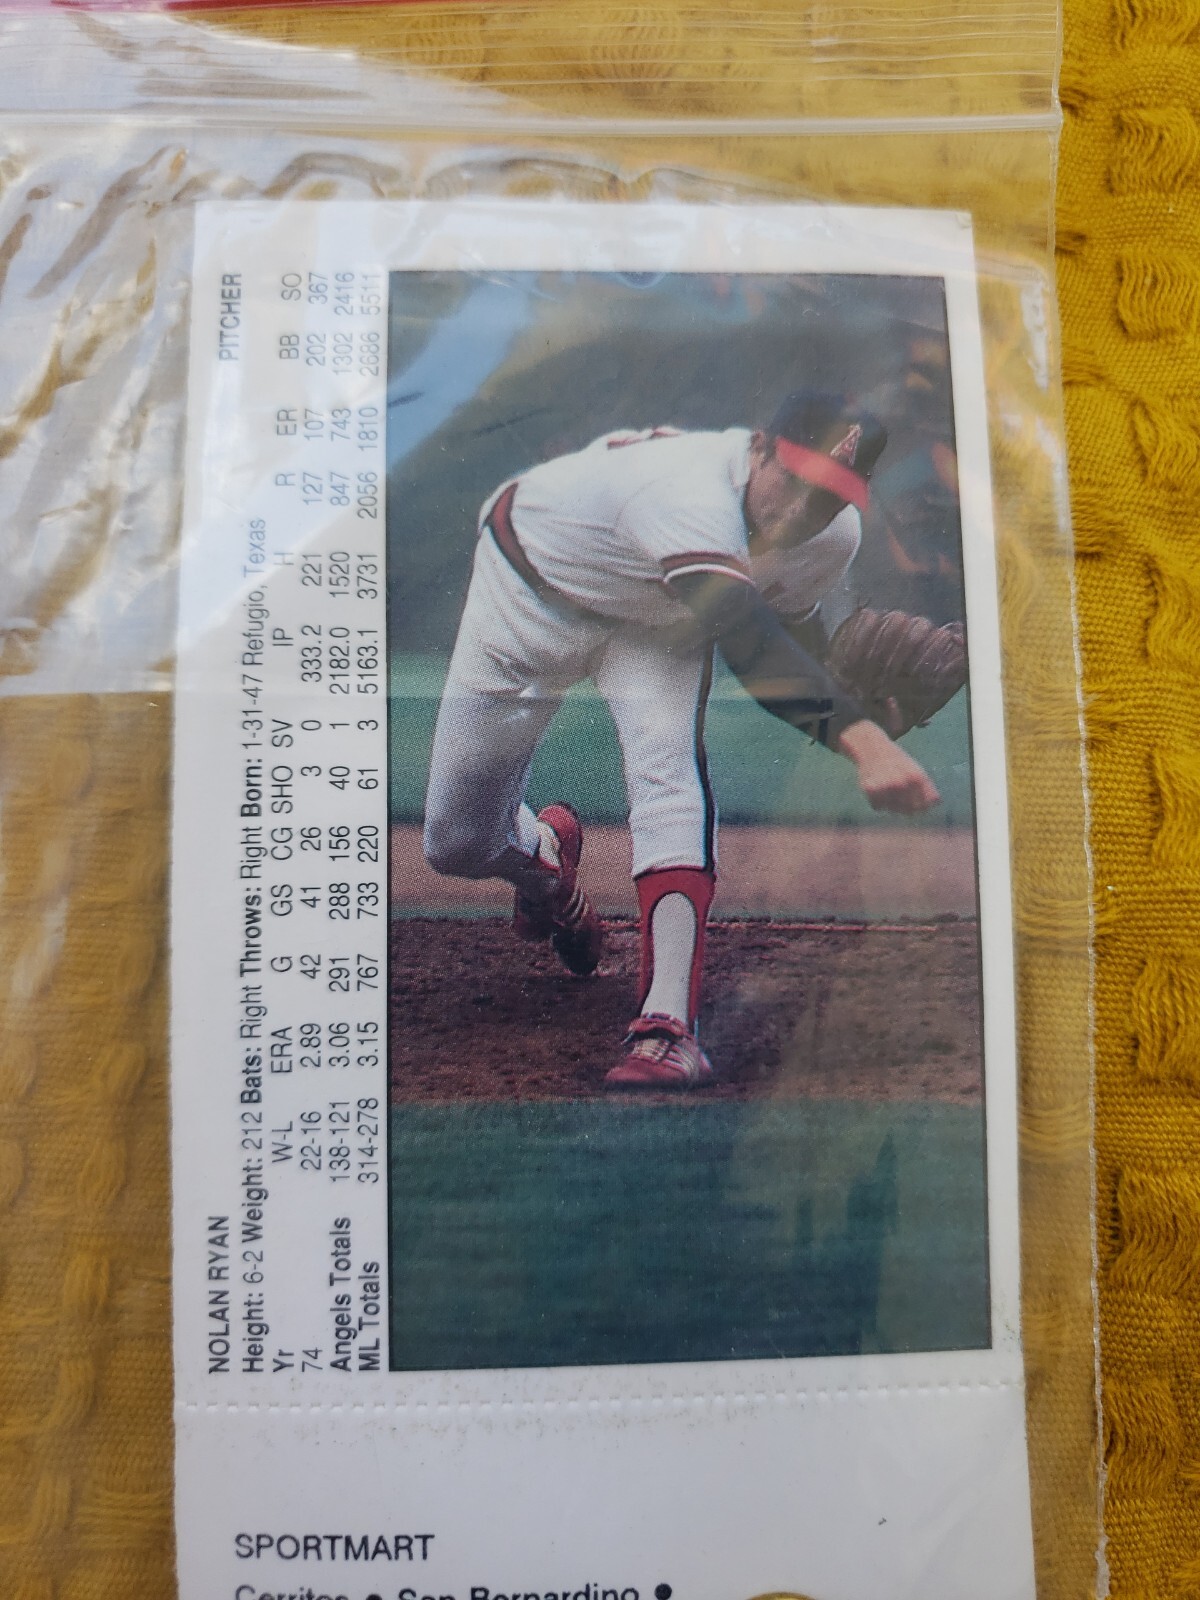 NOLAN RYAN PITCHER
Height: 6-2 Weight: 212 Bats: Right Throws: Right Born: 1-31-47 Refugio, Texas
Yr W-L ERA G GS CG SHO SV IP H R ER BB SO
74 22-16 2.89 42 41 26 3 0 333.2 221 127 107 202 367
Angels Totals 138-121 3.06 291 288 156 40 1 2182.0 1520 847 743 1302 2416
ML Totals 314-278 3.15 767 733 220 61 3 5163.1 3731 2056 1810 2686 5511
A
SPORTMART
Cerritos • San Bernardino •